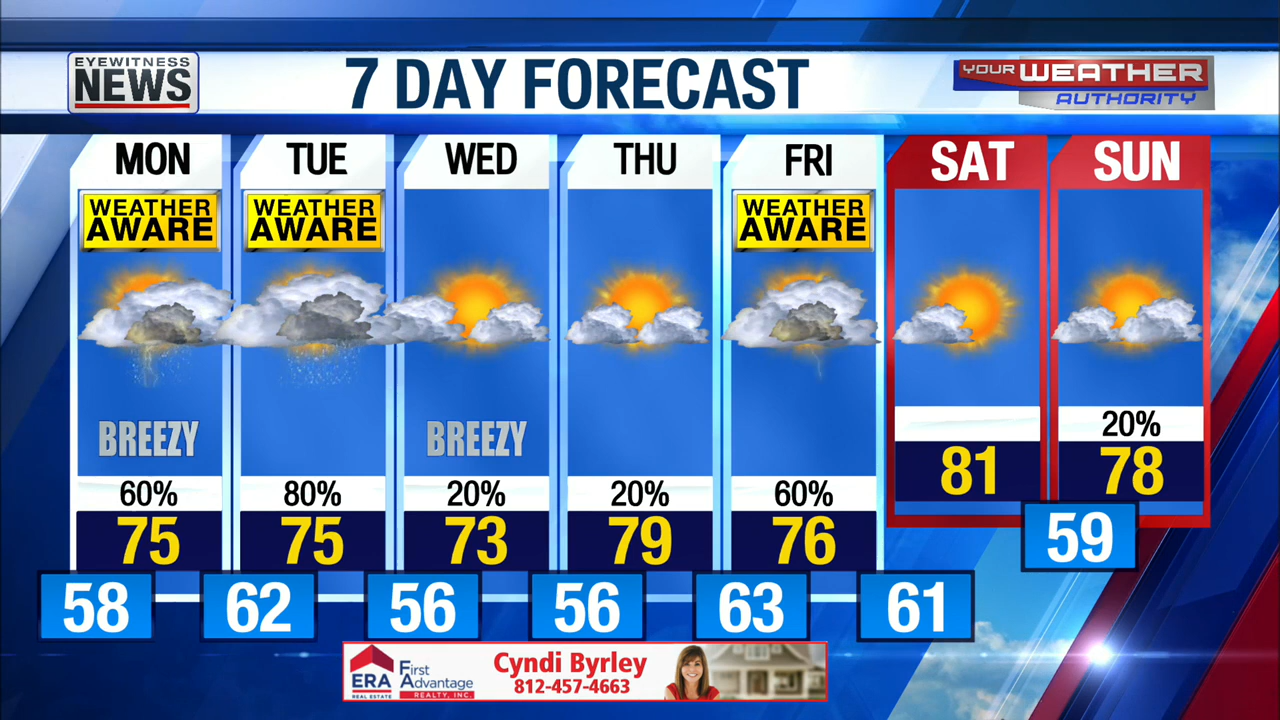 EYEWITNESS
NEWS
7 DAY FORECAST
YOUR WEATHER
AUTHORITY
MON
TUE
WED
THU
FRI
SAT
SUN
WEATHER
AWARE
WEATHER
AWARE
WEATHER
AWARE
BREEZY
BREEZY
60%
80%
20%
20%
60%
20%
75
75
73
79
76
81
78
58
62
56
56
63
61
59
ERA
REAL ESTATE
First
Advantage
REALTY, INC.
Cyndi Byrley
812-457-4663